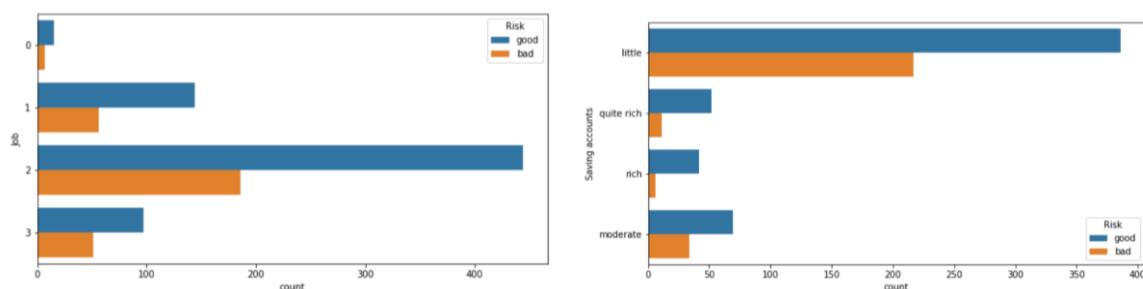 Risk
good
bad
0
1
2
3
Job
0 100 200 300 400
count
little
quite rich
rich
moderate
Saving accounts
Risk
good
bad
0 50 100 150 200 250 300 350 400
count